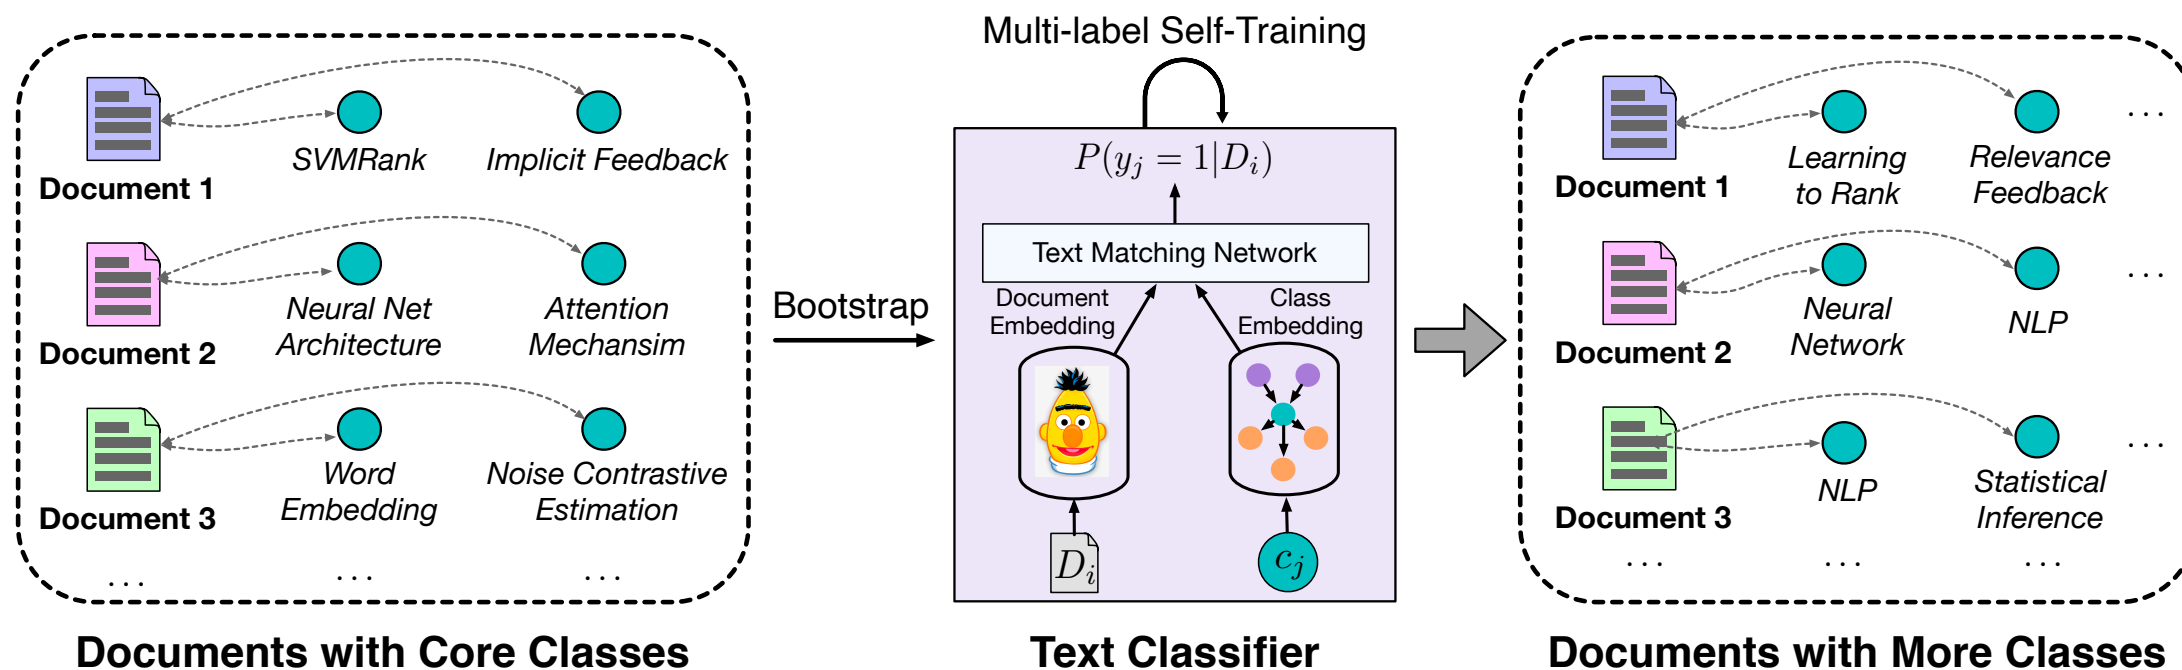 Multi-label Self-Training
SVMRank
Implicit Feedback
Document 1
Neural Net
Architecture
Attention
Mechansim
Document 2
Word
Embedding
Noise Contrastive
Estimation
Document 3
. . .
. . .
. . .
Documents with Core Classes
Bootstrap
P(y_j = 1|D_i)
Text Matching Network
Document
Embedding
Class
Embedding
D_i
c_j
Text Classifier
Learning
to Rank
Relevance
Feedback
. . .
Document 1
Neural
Network
NLP
. . .
Document 2
NLP
Statistical
Inference
. . .
Document 3
. . .
. . .
. . .
Documents with More Classes